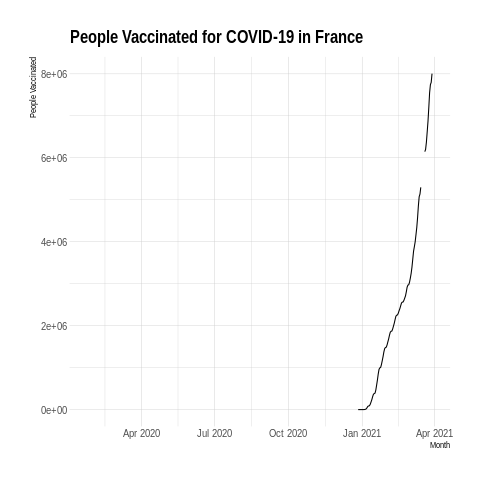 People Vaccinated for COVID-19 in France
People Vaccinated
8e+06
6e+06
4e+06
2e+06
0e+00
Apr 2020 Jul 2020 Oct 2020 Jan 2021 Apr 2021
Month